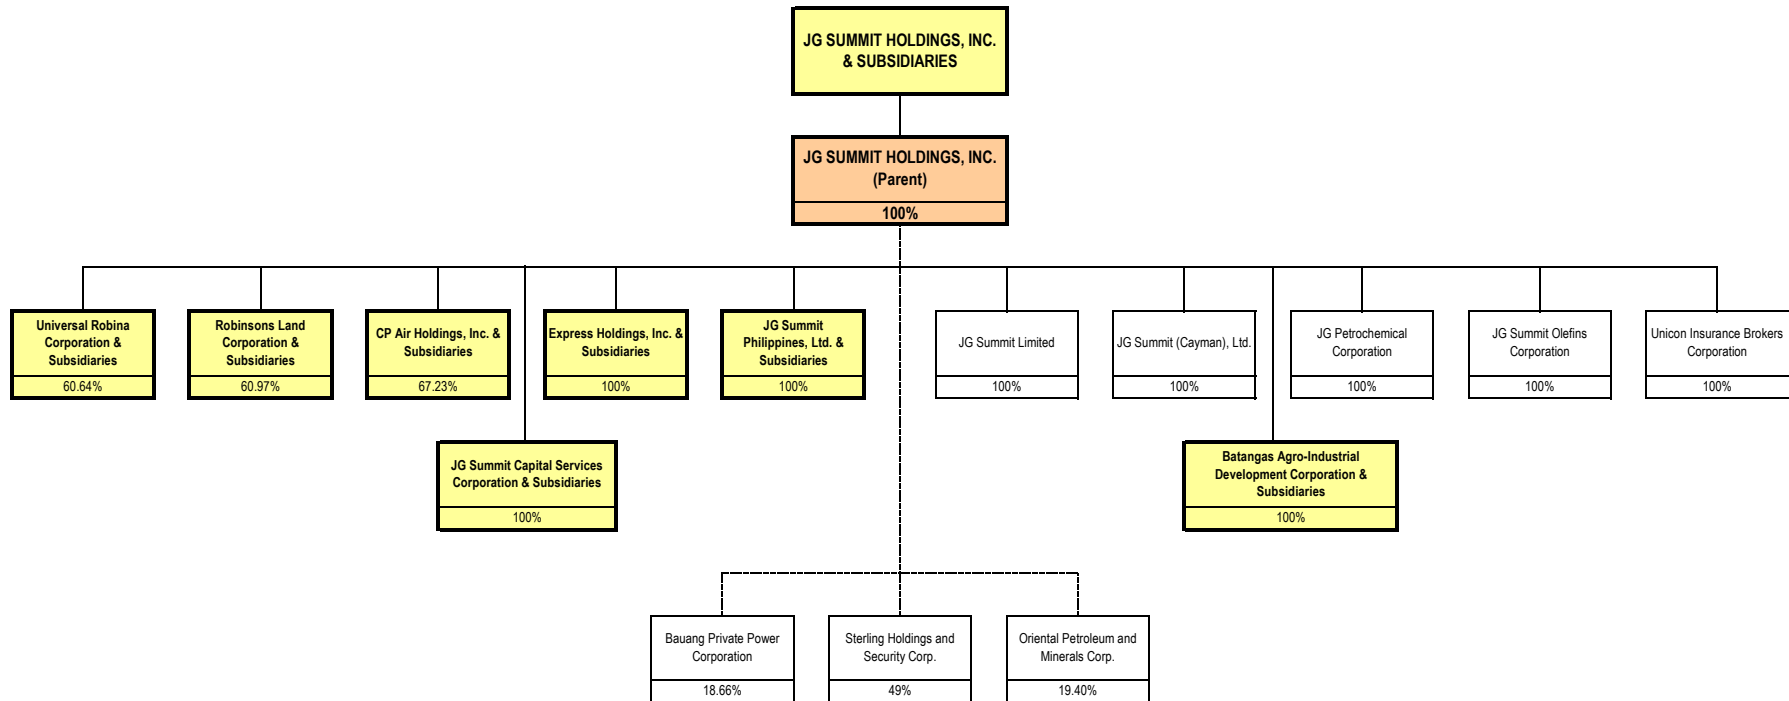 JG SUMMIT HOLDINGS, INC.
& SUBSIDIARIES
JG SUMMIT HOLDINGS, INC.
(Parent)
100%
Universal Robina
Corporation &
Subsidiaries
60.64%
Robinsons Land
Corporation &
Subsidiaries
60.97%
CP Air Holdings, Inc. &
Subsidiaries
67.23%
Express Holdings, Inc. &
Subsidiaries
100%
JG Summit
Philippines, Ltd. &
Subsidiaries
100%
JG Summit Limited
100%
JG Summit (Cayman), Ltd.
100%
JG Petrochemical
Corporation
100%
JG Summit Olefins
Corporation
100%
Unicon Insurance Brokers
Corporation
100%
JG Summit Capital Services
Corporation & Subsidiaries
100%
Batangas Agro-Industrial
Development Corporation &
Subsidiaries
100%
Bauang Private Power
Corporation
18.66%
Sterling Holdings and
Security Corp.
49%
Oriental Petroleum and
Minerals Corp.
19.40%